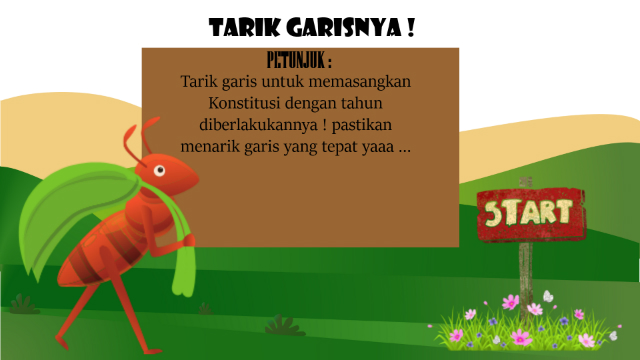 TARIK GARISNYA !
PETUNJUK :
Tarik garis untuk memasangkan
Konstitusi dengan tahun
diberlakukannya ! pastikan
menarik garis yang tepat yaaa ...
START